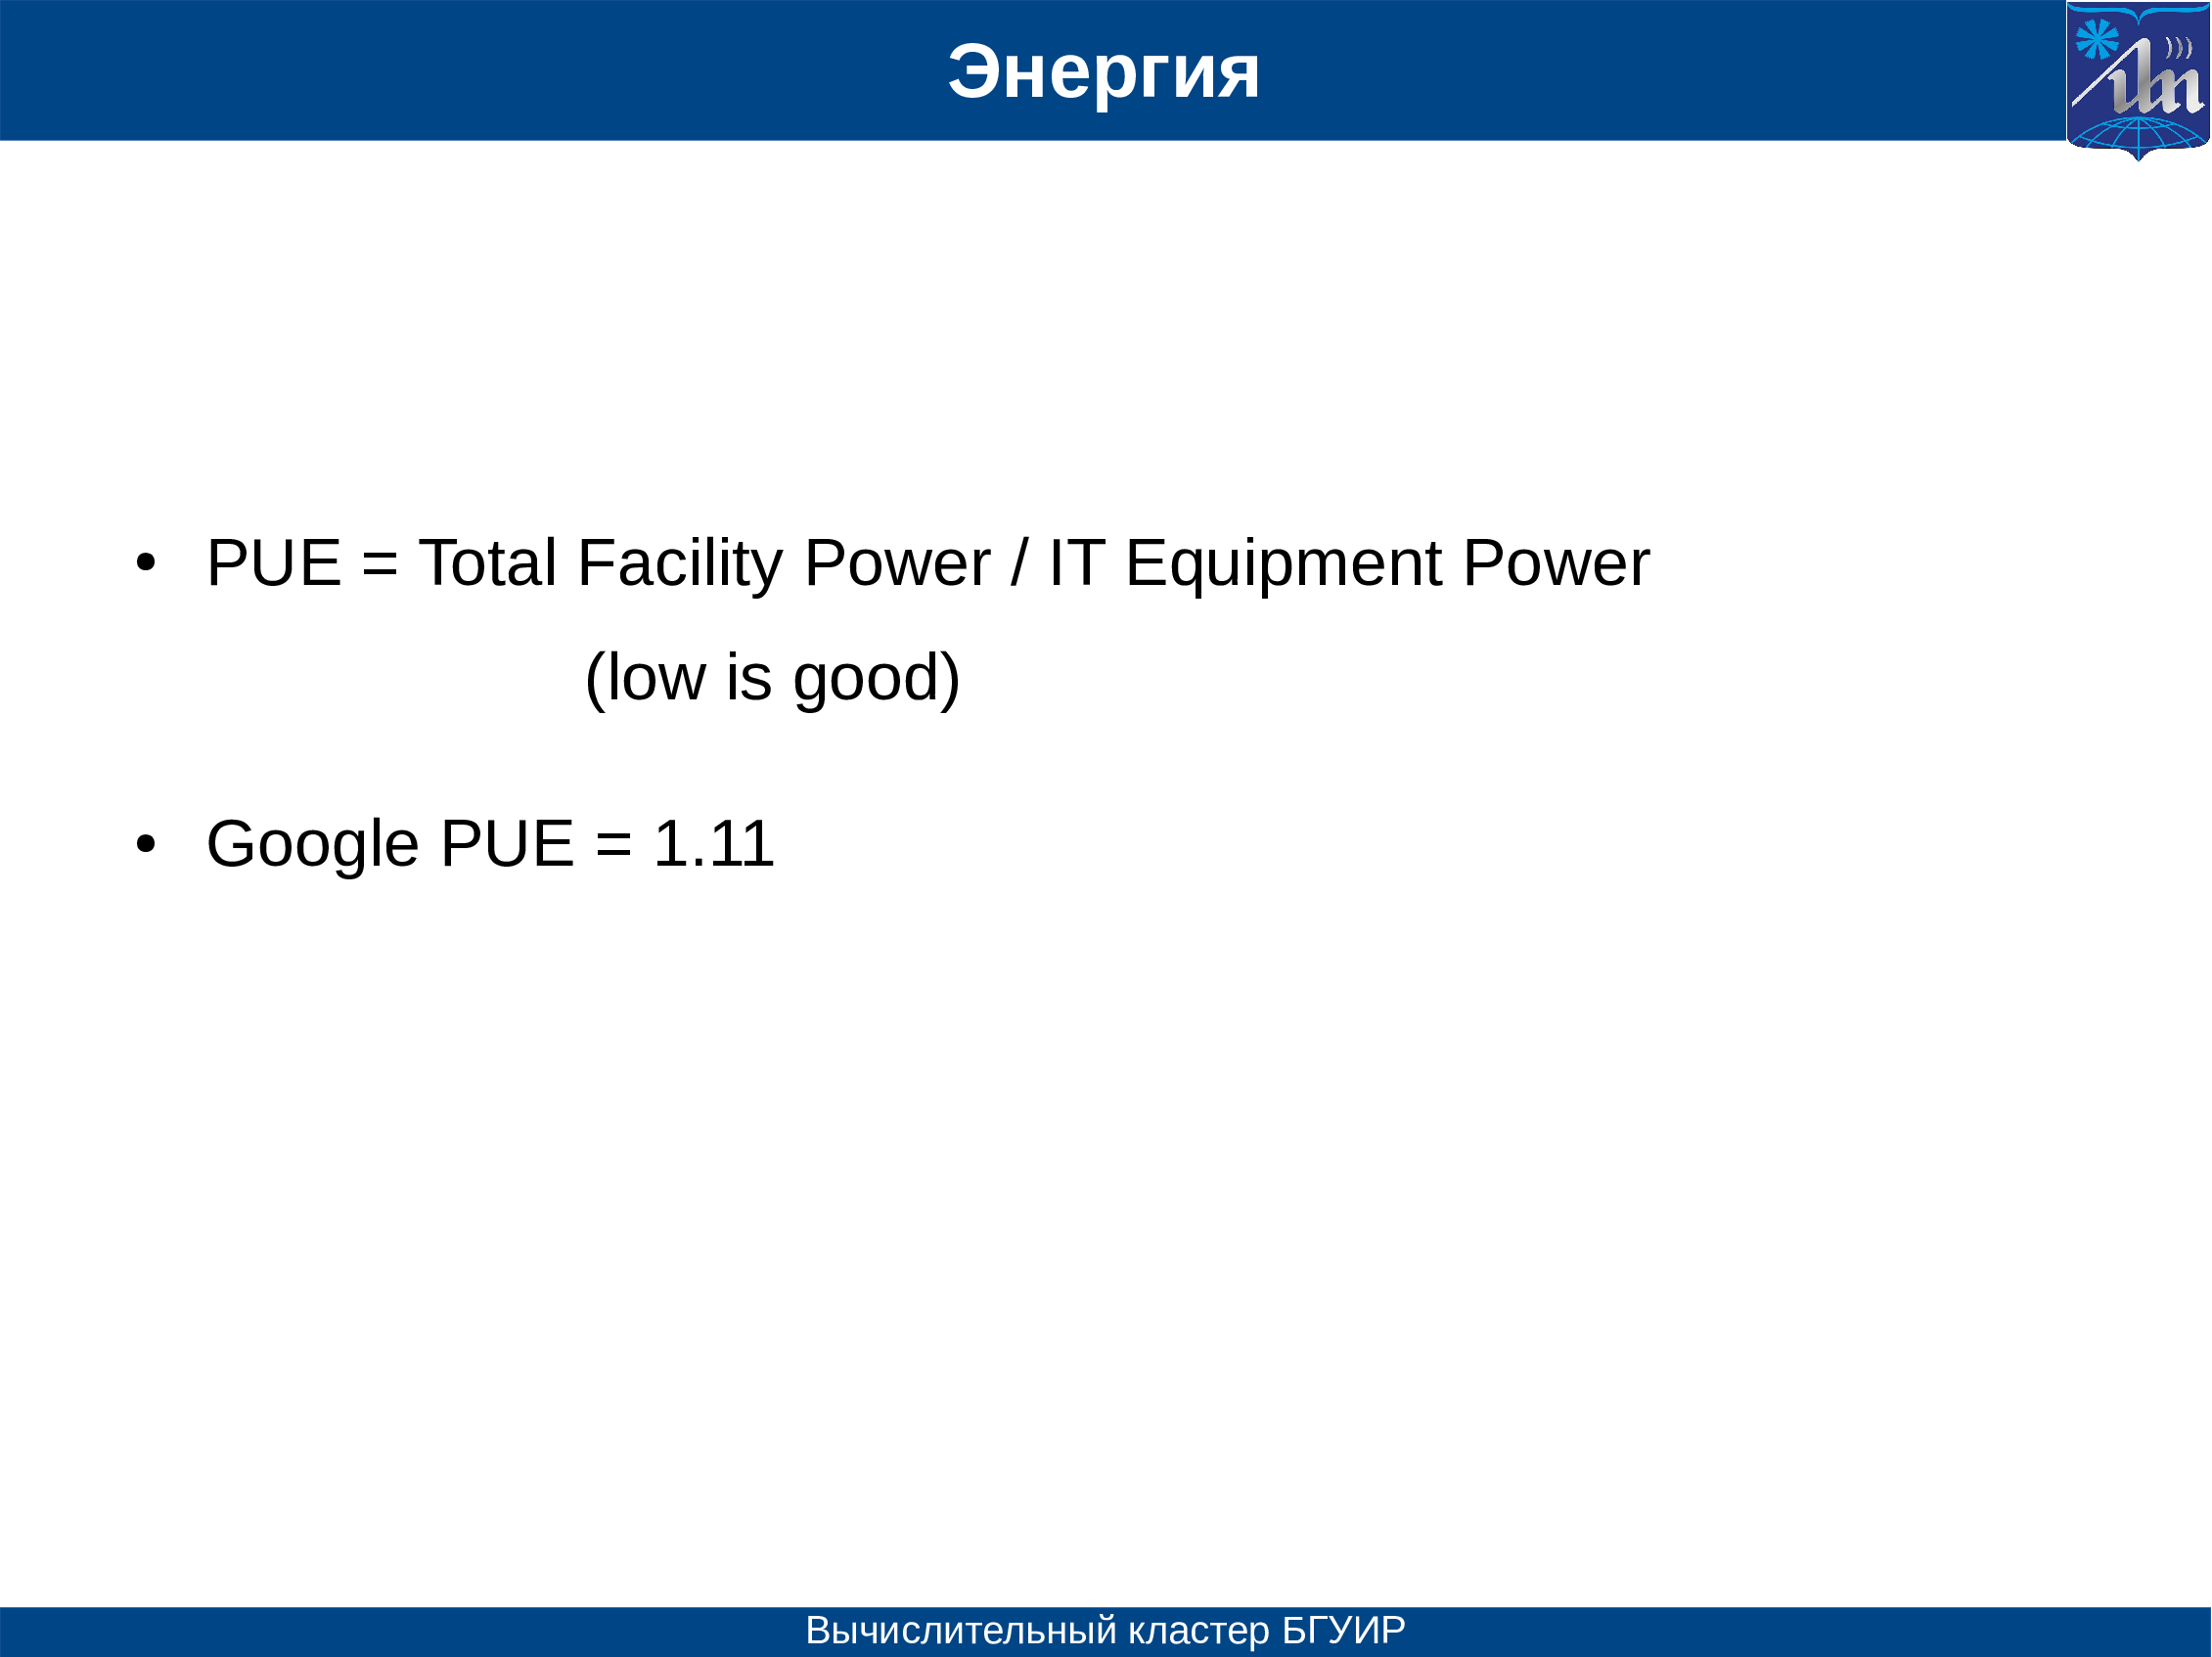 Энергия
• PUE = Total Facility Power / IT Equipment Power
(low is good)
• Google PUE = 1.11
Вычислительный кластер БГУИР